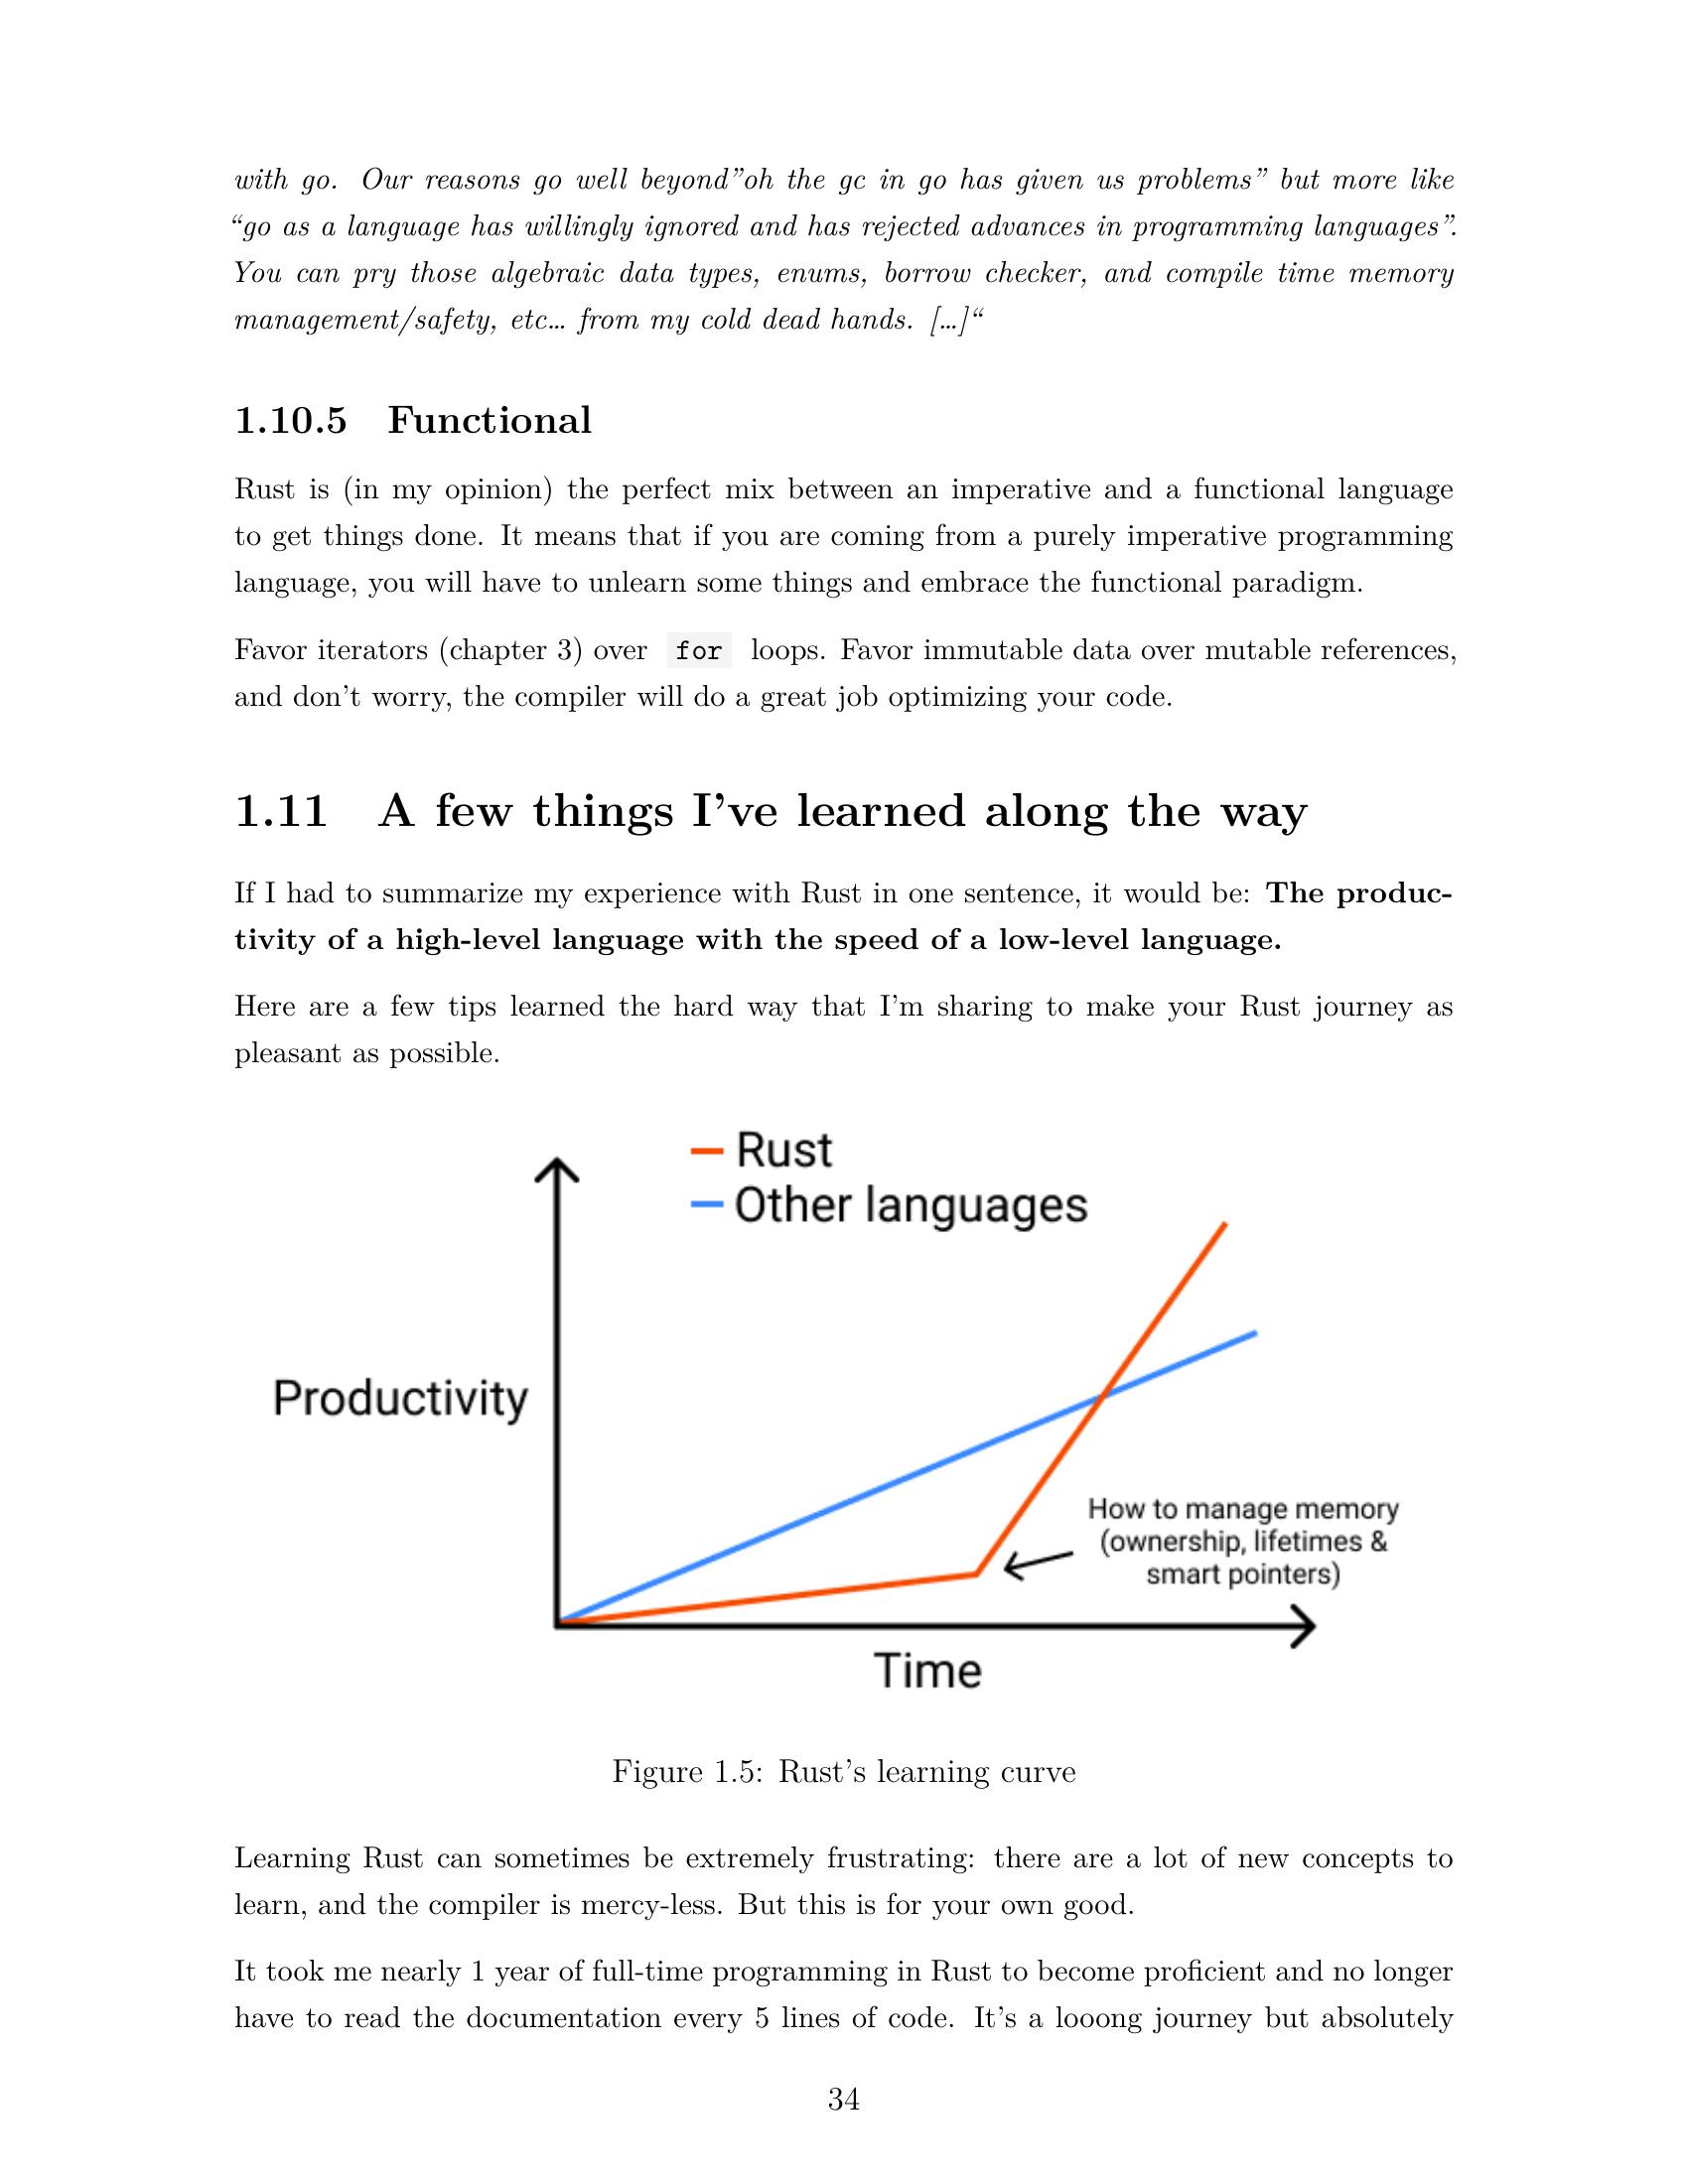 with go. Our reasons go well beyond”oh the gc in go has given us problems” but more like
“go as a language has willingly ignored and has rejected advances in programming languages”.
You can pry those algebraic data types, enums, borrow checker, and compile time memory
management/safety, etc… from my cold dead hands. […]“
1.10.5 Functional
Rust is (in my opinion) the perfect mix between an imperative and a functional language
to get things done. It means that if you are coming from a purely imperative programming
language, you will have to unlearn some things and embrace the functional paradigm.
Favor iterators (chapter 3) over for loops. Favor immutable data over mutable references,
and don’t worry, the compiler will do a great job optimizing your code.
1.11 A few things I’ve learned along the way
If I had to summarize my experience with Rust in one sentence, it would be: The produc-
tivity of a high-level language with the speed of a low-level language.
Here are a few tips learned the hard way that I’m sharing to make your Rust journey as
pleasant as possible.
Rust
Other languages
Productivity
How to manage memory
(ownership, lifetimes &
smart pointers)
Time
Figure 1.5: Rust’s learning curve
Learning Rust can sometimes be extremely frustrating: there are a lot of new concepts to
learn, and the compiler is mercy-less. But this is for your own good.
It took me nearly 1 year of full-time programming in Rust to become proficient and no longer
have to read the documentation every 5 lines of code. It’s a looong journey but absolutely
34